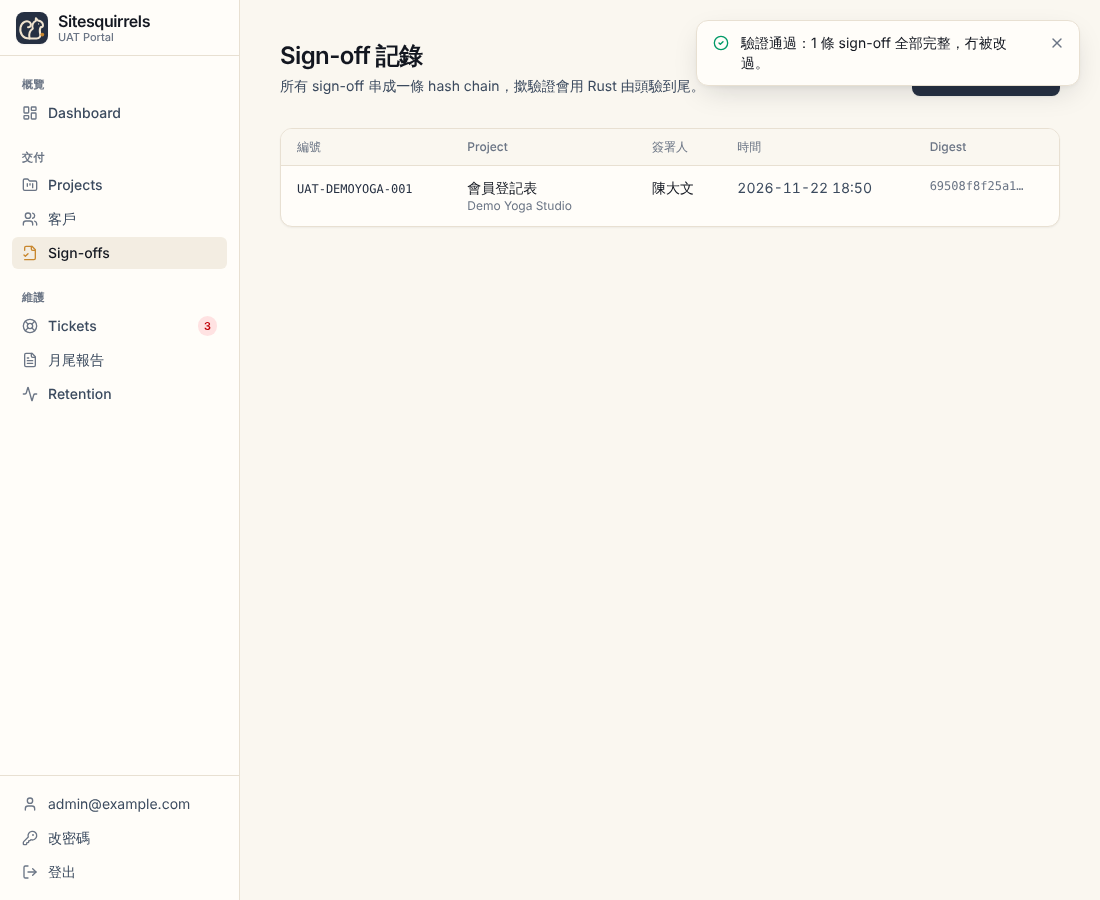 Sitesquirrels
UAT Portal
概覽
Dashboard
交付
Projects
客戶
Sign-offs
維護
Tickets
3
月尾報告
Retention
admin@example.com
改密碼
登出
Sign-off 記錄
所有 sign-off 串成一條 hash chain，撳驗證會用 Rust 由頭驗到尾。
驗證通過：1 條 sign-off 全部完整，冇被改
過。
編號 Project 簽署人 時間 Digest
UAT-DEMOYOGA-001 會員登記表 陳大文 2026-11-22 18:50 69508f8f25a1…
Demo Yoga Studio